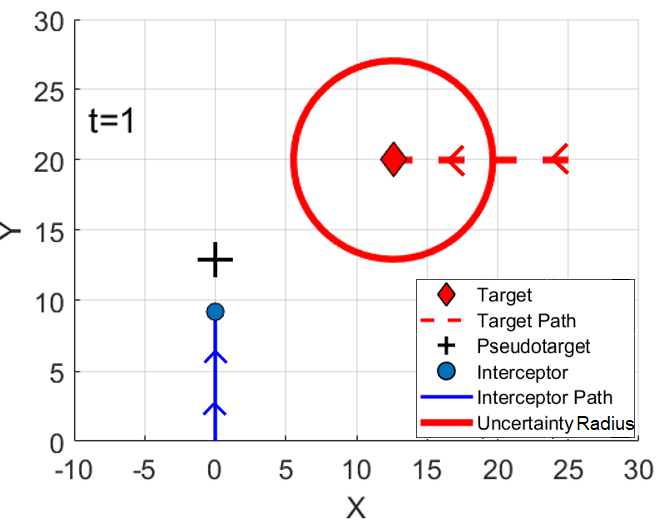 30
25
t=1
20
Y
15
10
5
0
-10 -5 0 5 10 15 20 25 30
X
Target
Target Path
Pseudotarget
Interceptor
Interceptor Path
Uncertainty Radius